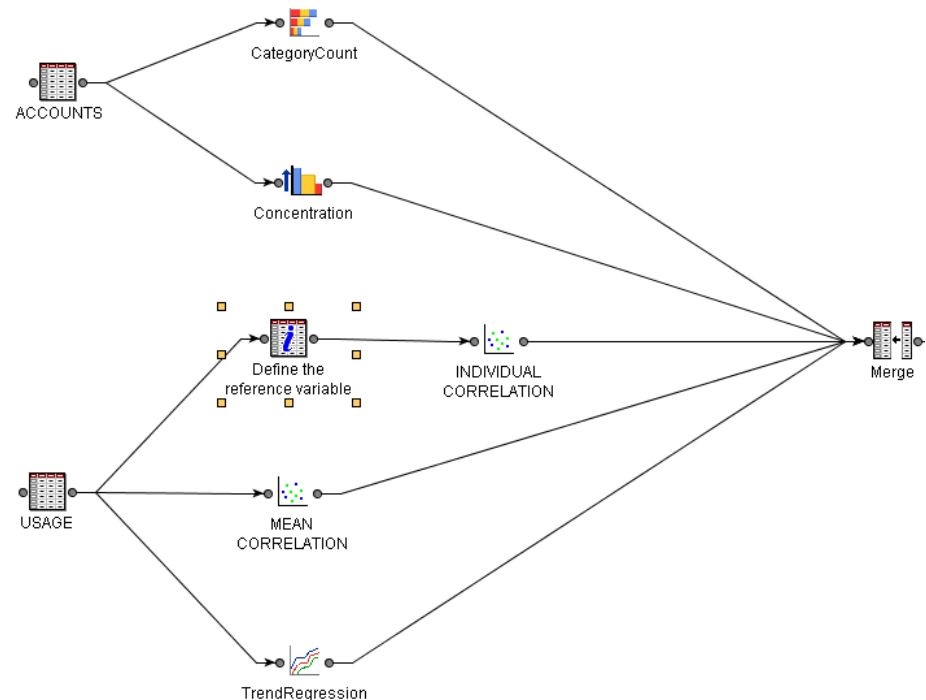 CategoryCount
ACCOUNTS
Concentration
Define the
reference variable
INDIVIDUAL
CORRELATION
Merge
USAGE
MEAN
CORRELATION
TrendRegression